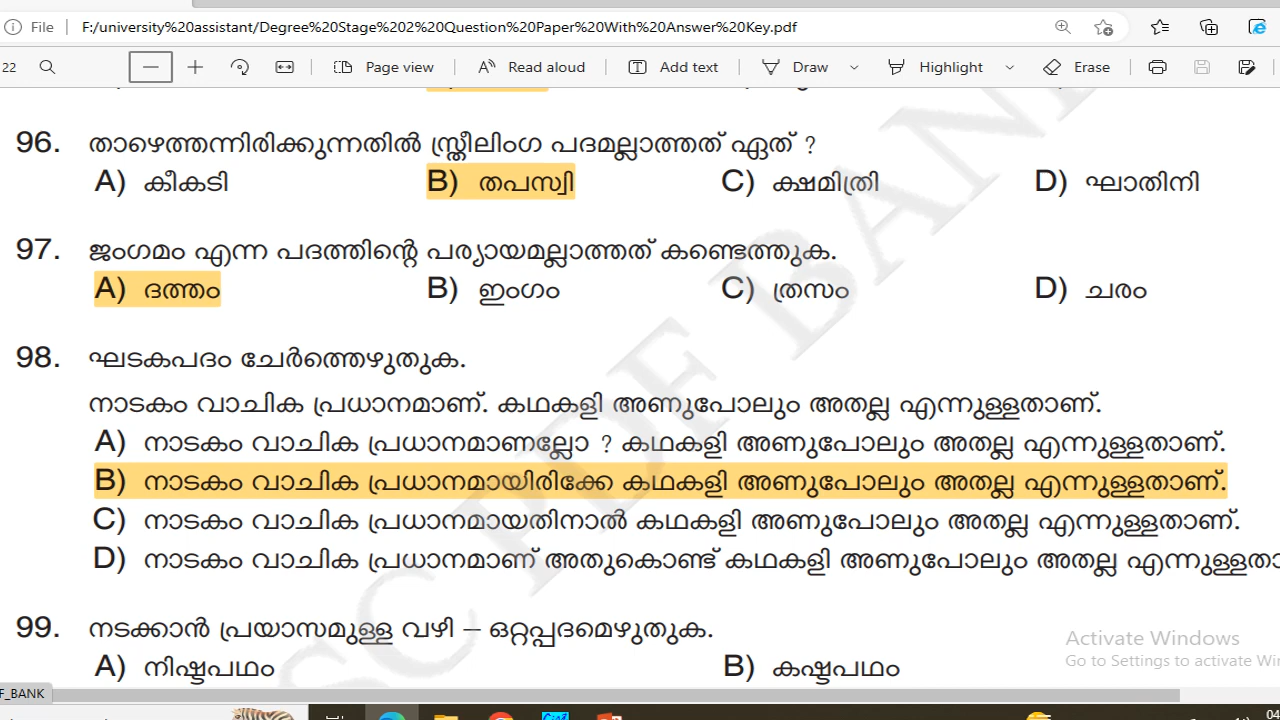 File F:/university%20assistant/Degree%20Stage%202%20Question%20Paper%20With%20Answer%20Key.pdf
22 Page view Read aloud Add text Draw Highlight Erase
96. താഴെത്തന്നിരിക്കുന്നതിൽ സ്ത്രീലിംഗ പദമല്ലാത്തത് ഏത് ?
A) കീകടി B) തപസ്വി C) ക്ഷമിത്രി D) ഘാതിനി
97. ജംഗമം എന്ന പദത്തിന്റെ പര്യായമല്ലാത്തത് കണ്ടെത്തുക.
A) ദത്തം B) ഇംഗം C) ത്രസം D) ചരം
98. ഘടകപദം ചേർത്തെഴുതുക.
നാടകം വാചിക പ്രധാനമാണ്. കഥകളി അണുപോലും അതല്ല എന്നുള്ളതാണ്.
A) നാടകം വാചിക പ്രധാനമാണല്ലോ ? കഥകളി അണുപോലും അതല്ല എന്നുള്ളതാണ്.
B) നാടകം വാചിക പ്രധാനമായിരിക്കേ കഥകളി അണുപോലും അതല്ല എന്നുള്ളതാണ്.
C) നാടകം വാചിക പ്രധാനമായതിനാൽ കഥകളി അണുപോലും അതല്ല എന്നുള്ളതാണ്.
D) നാടകം വാചിക പ്രധാനമാണ് അതുകൊണ്ട് കഥകളി അണുപോലും അതല്ല
99. നടക്കാൻ പ്രയാസമുള്ള വഴി – ഒറ്റപ്പദമെഴുതുക.
A) നിഷ്ടപഥം B) കഷ്ടപഥം
Activate Windows
Go to Settings to activate
F_BANK
SC PDF BANK